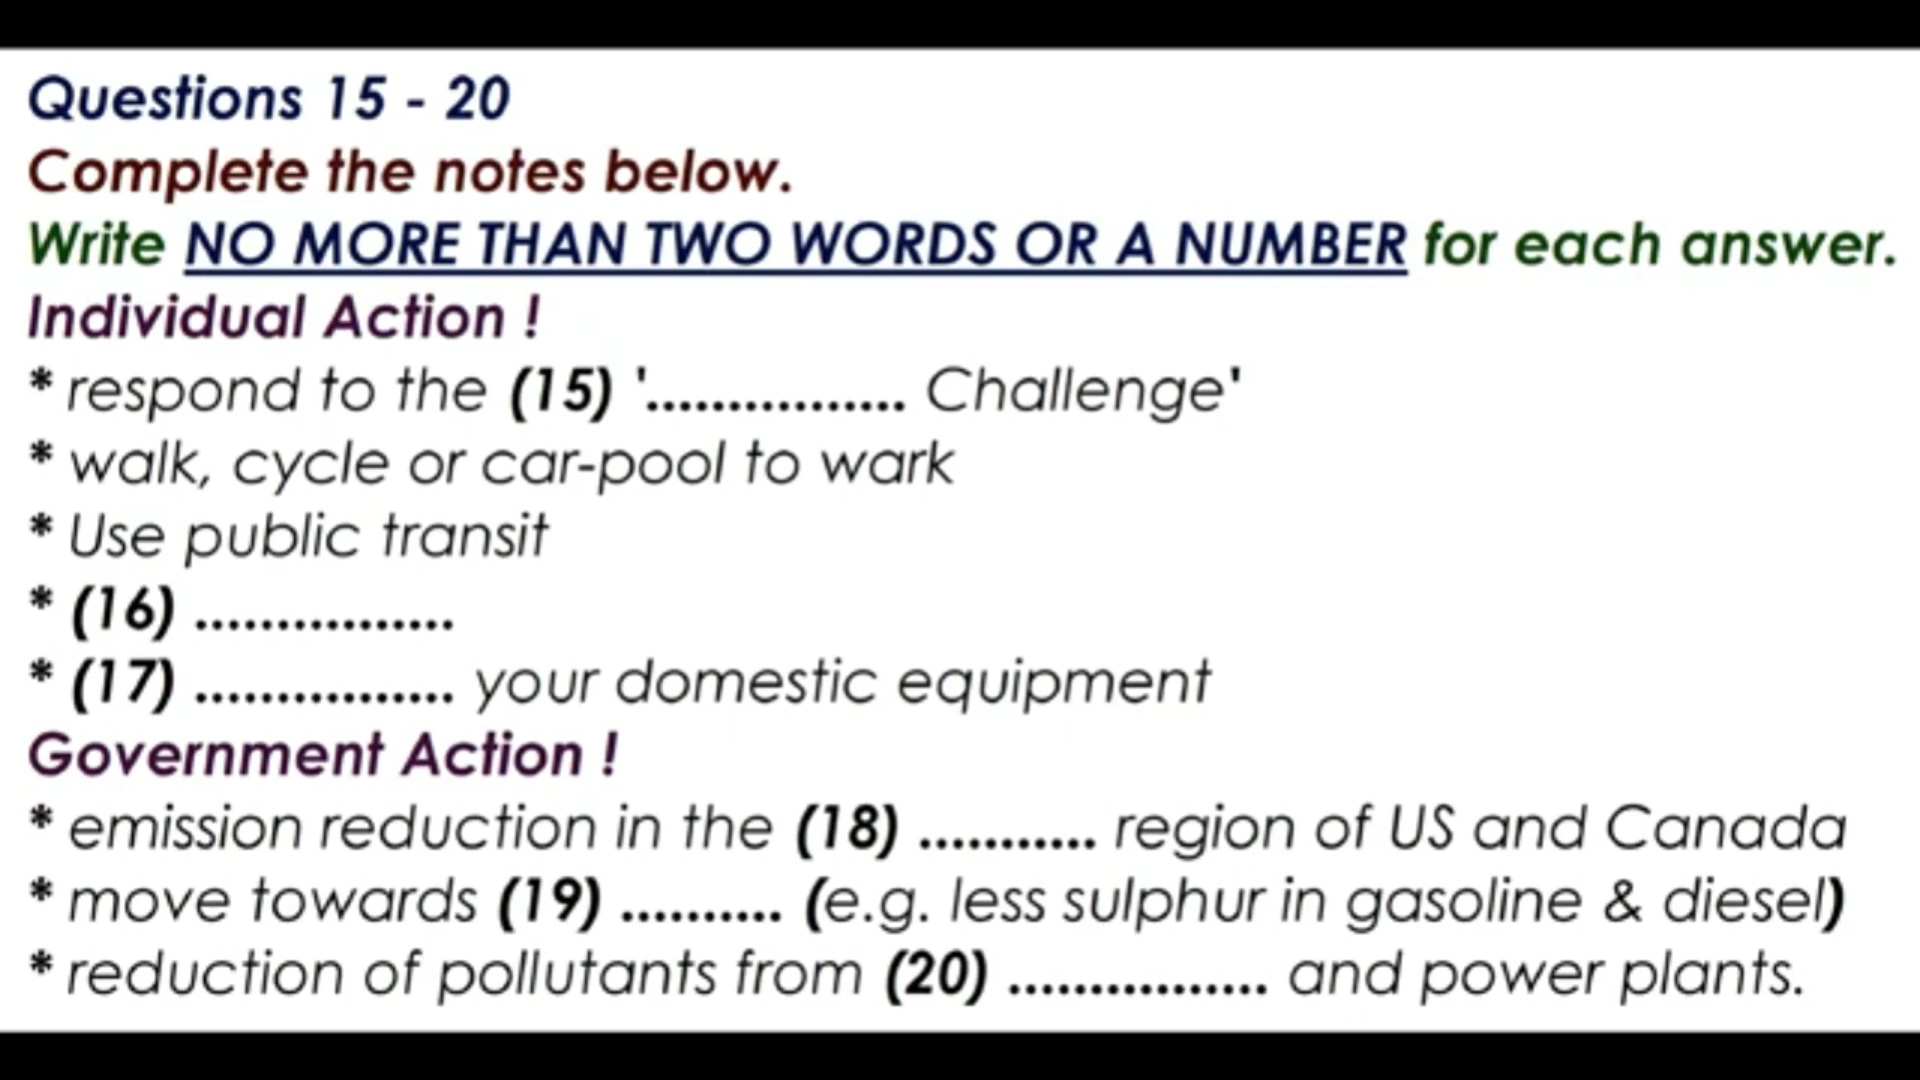 Questions 15 - 20
Complete the notes below.
Write NO MORE THAN TWO WORDS OR A NUMBER for each answer.
Individual Action !
* respond to the (15) '................ Challenge'
* walk, cycle or car-pool to wark
* Use public transit
* (16) ................
* (17) ................ your domestic equipment
Government Action !
* emission reduction in the (18) ........... region of US and Canada
* move towards (19) .......... (e.g. less sulphur in gasoline & diesel)
* reduction of pollutants from (20) ................ and power plants.